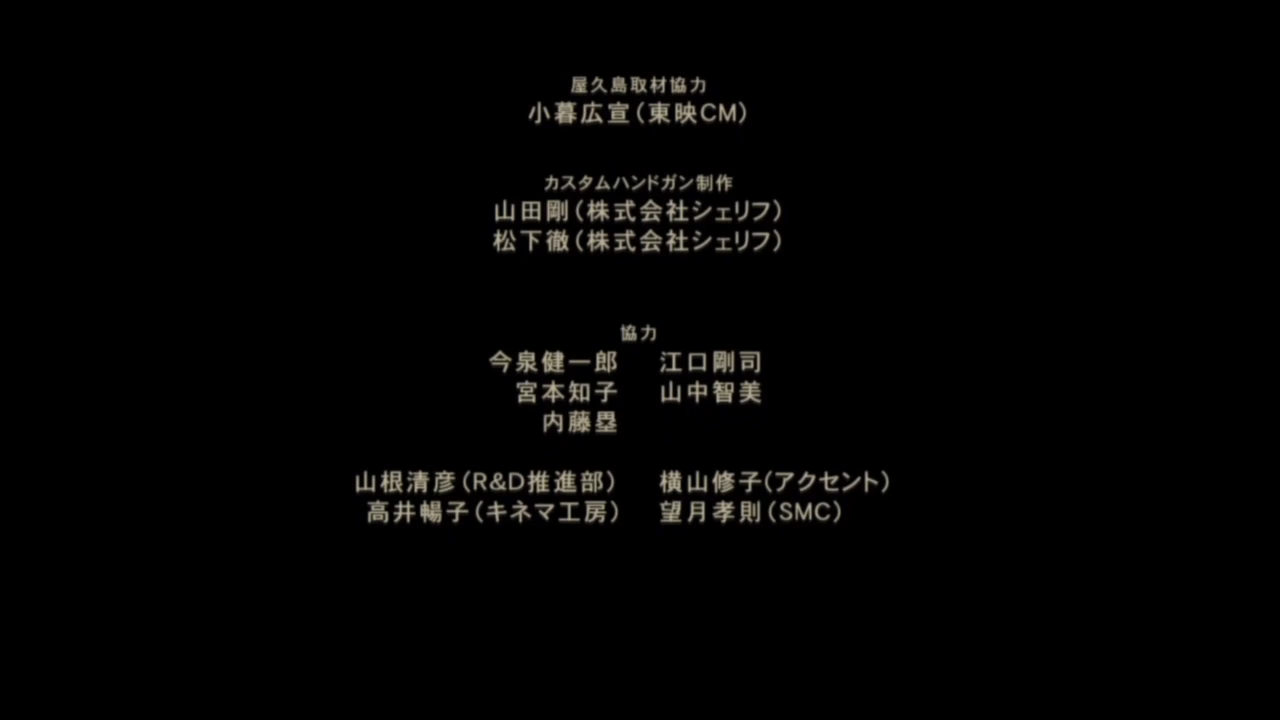 屋久島取材協力
小暮広宣(東映CM)
カスタムハンドガン制作
山田剛(株式会社シェリフ)
松下徹(株式会社シェリフ)
協力
今泉健一郎 江口剛司
宮本知子 山中智美
内藤塁
山根清彦(R&D推進部) 横山修子(アクセント)
高井暢子(キネマ工房) 望月孝則(SMC)